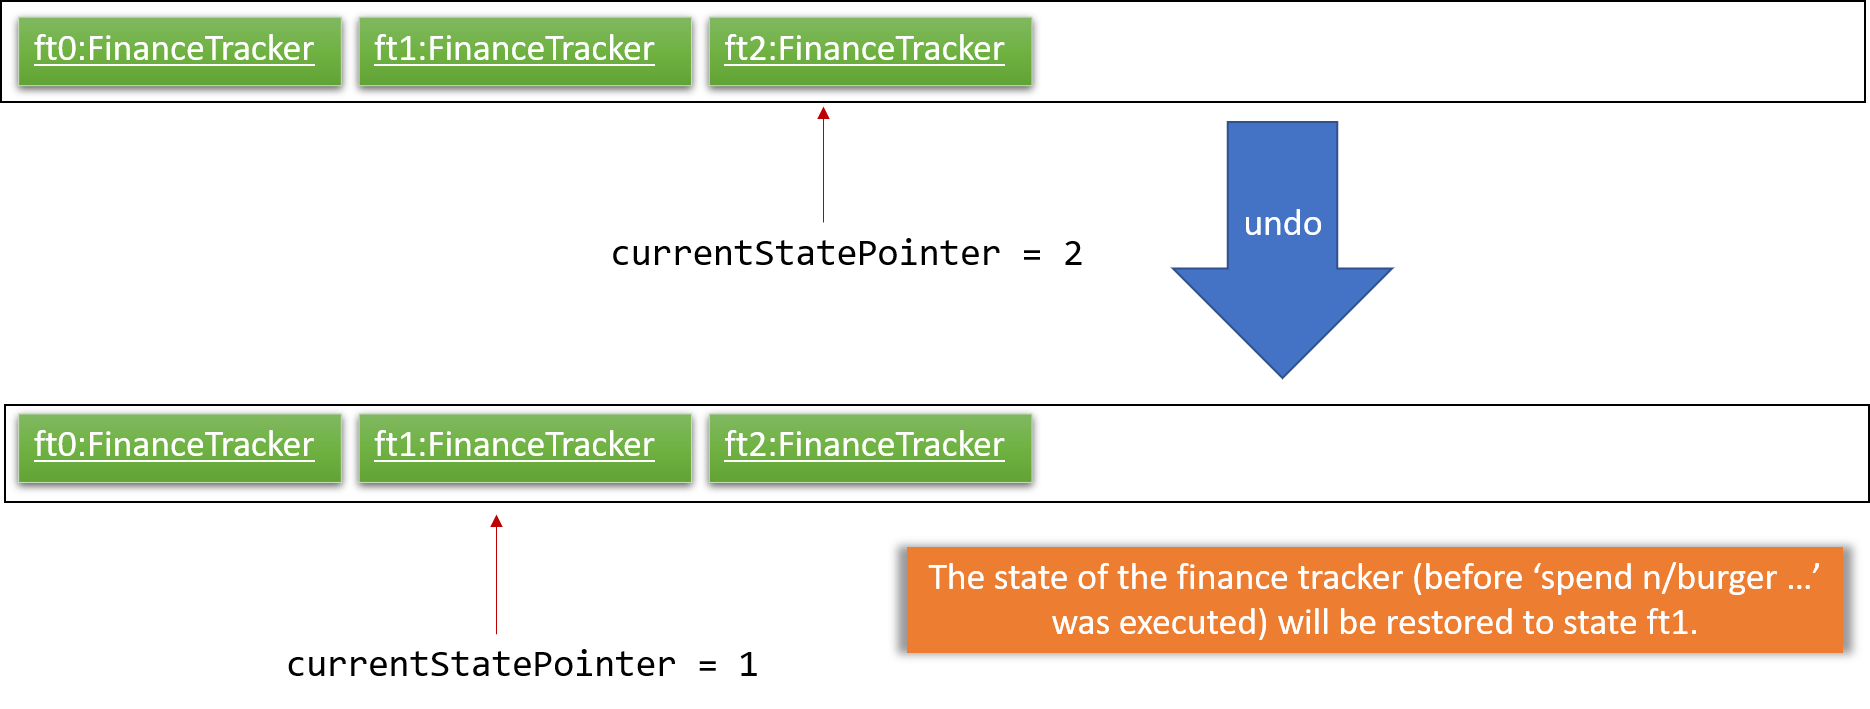 ft0:FinanceTracker ft1:FinanceTracker ft2:FinanceTracker
undo
currentStatePointer = 2
ft0:FinanceTracker ft1:FinanceTracker ft2:FinanceTracker
The state of the finance tracker (before ‘spend n/burger …’
was executed) will be restored to state ft1.
currentStatePointer = 1